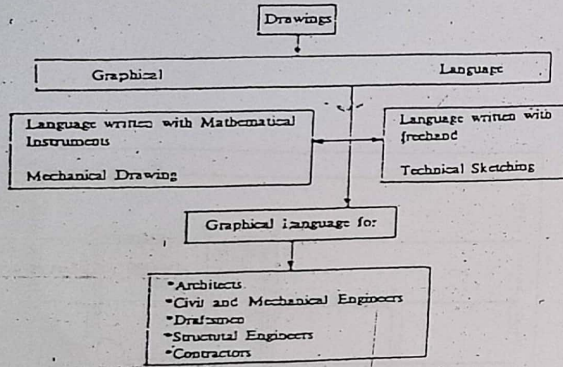 Drawings
Graphical Language
Language written with Mathematical
Instruments
Mechanical Drawing
Language written with
freehand
Technical Sketching
Graphical Language for
*Architects
*Civil and Mechanical Engineers
*Draftsmen
*Structural Engineers
*Contractors